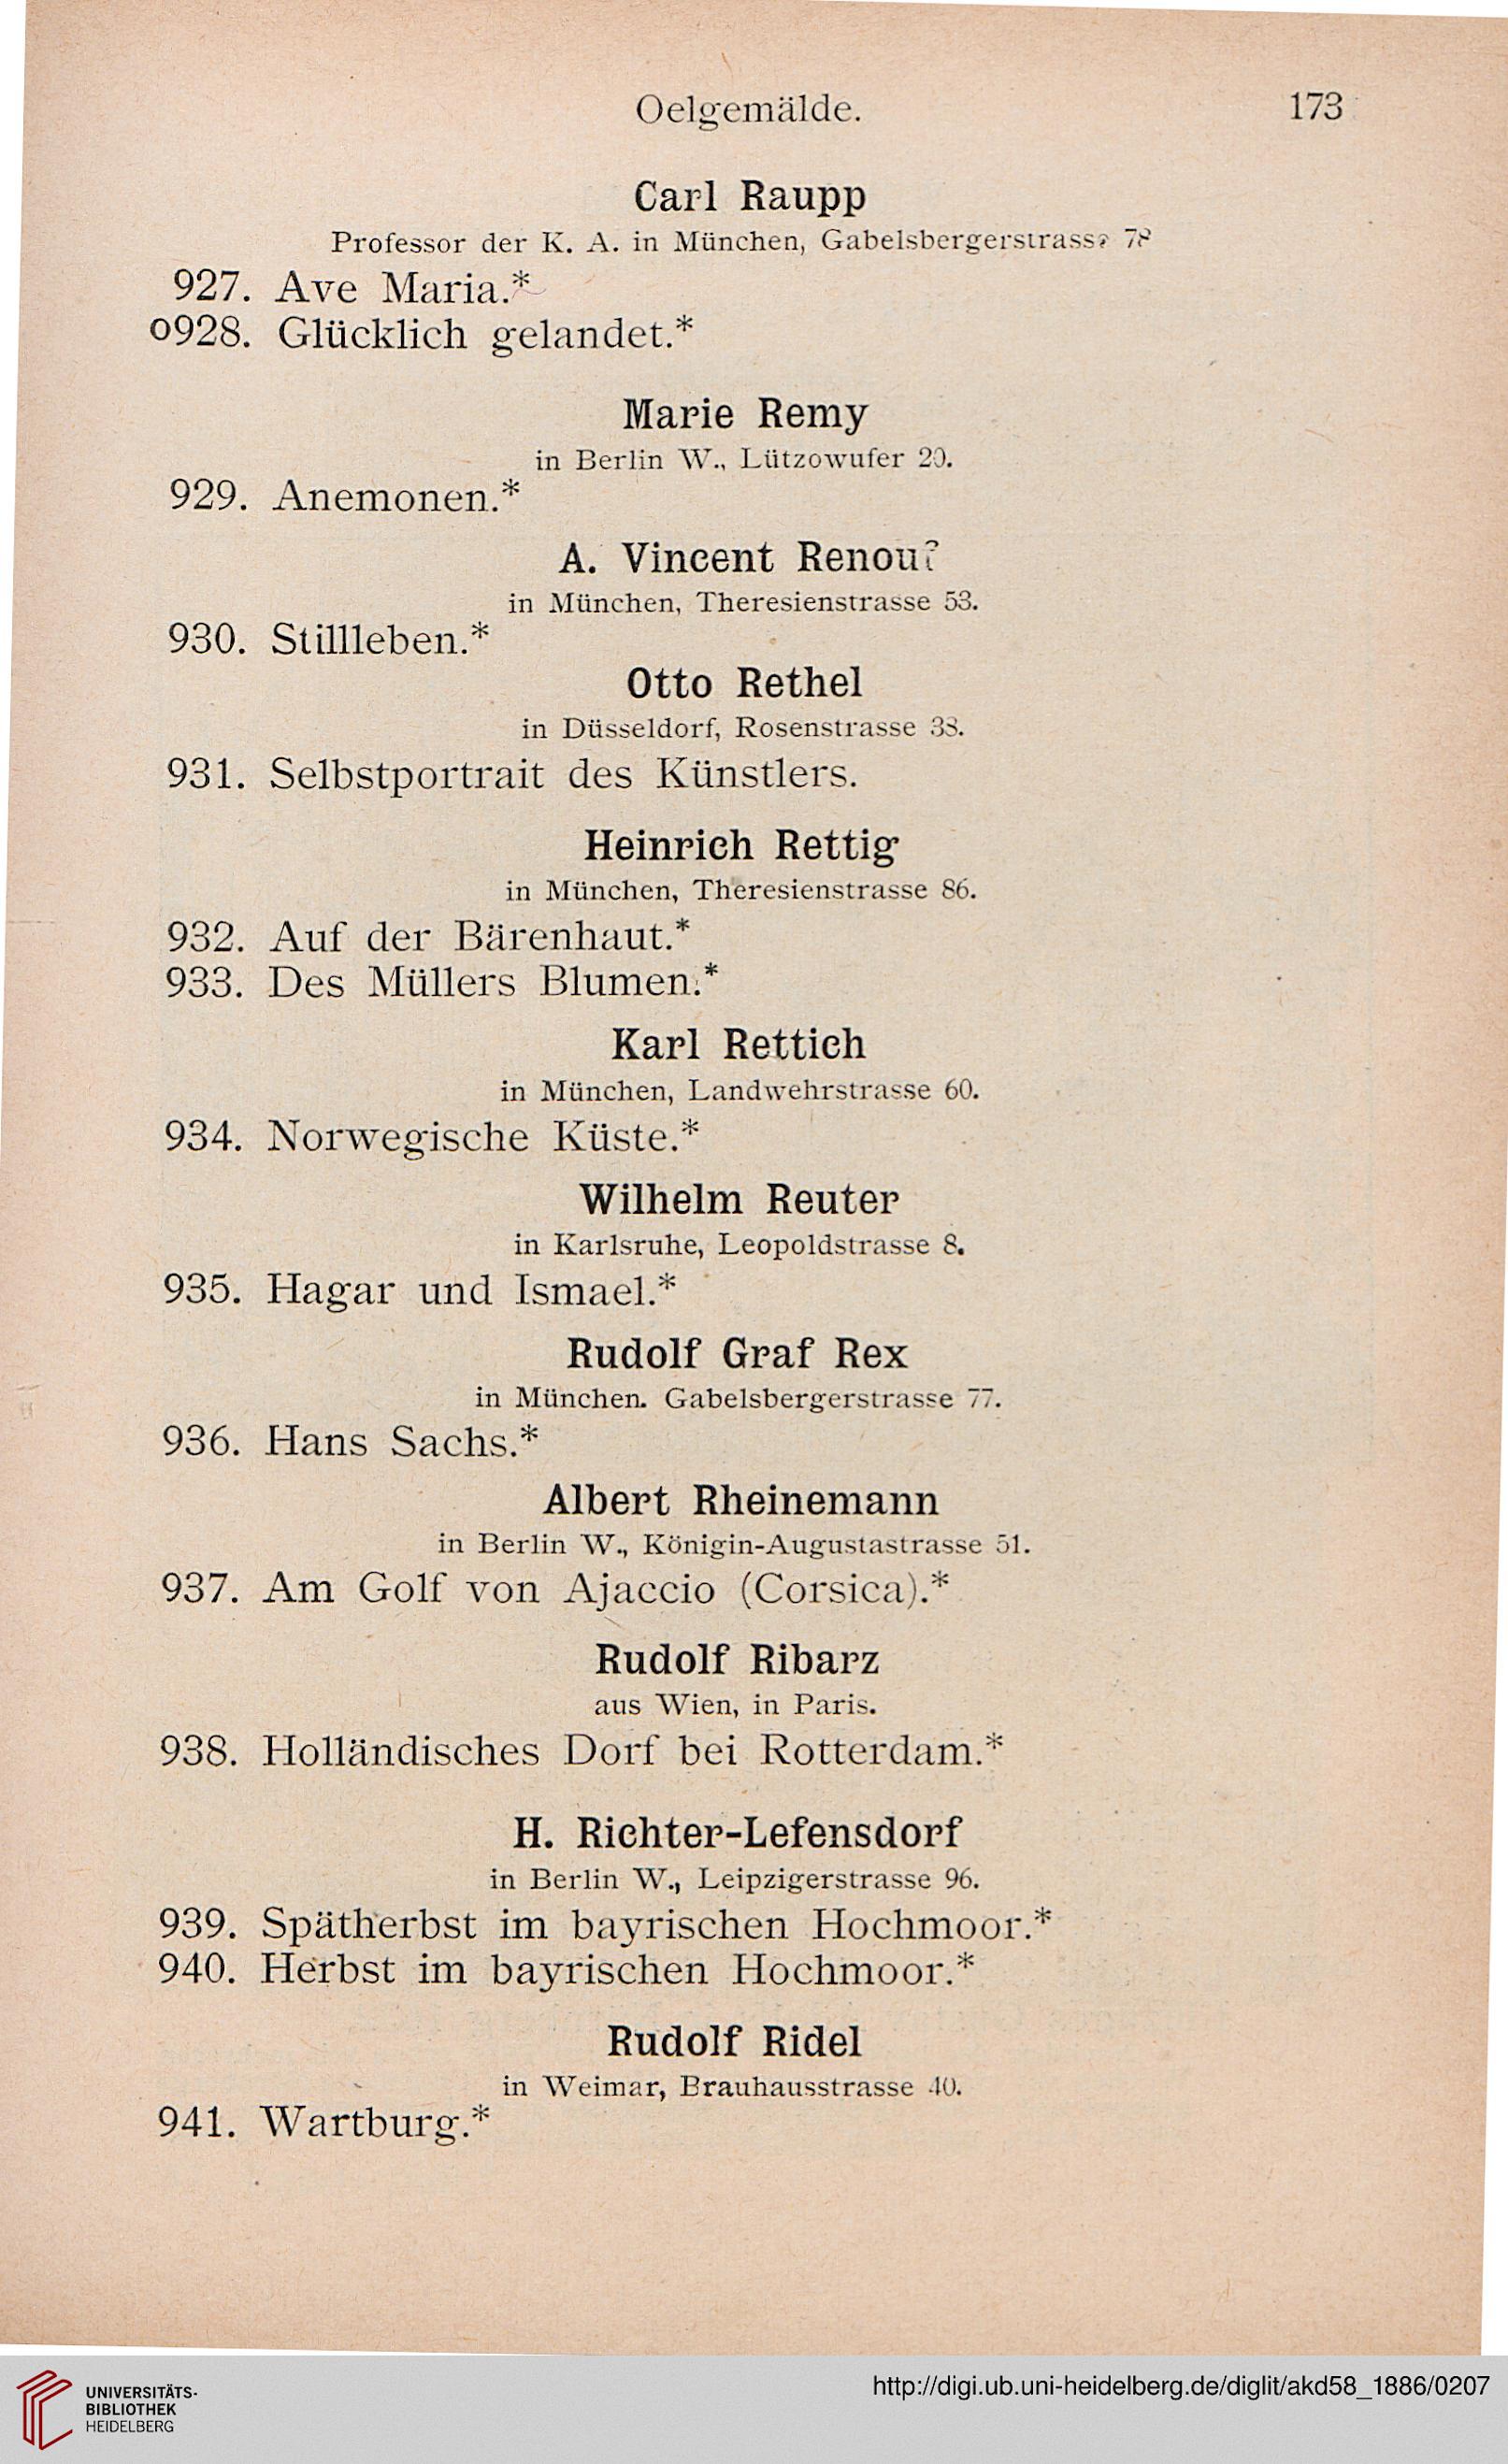 Oelgemälde. 173
Carl Raupp
Professor der K. A. in München, Gabelsbergerstrasse
927. Ave Maria.*
o928. Glücklich gelandet.*
Marie Remy
in Berlin W., Lützowufer 20.
929. Anemonen.*
A. Vincent Renouf
in München, Theresienstrasse 53.
930. Stillleben.*
Otto Rethel
in Düsseldorf, Rosenstrasse
931. Selbstportrait des Künstlers.
Heinrich Rettig
in München, Theresienstrasse 86.
932. Auf der Bärenhaut.*
933. Des Müllers Blumen.*
Karl Rettich
in München, Landwehrstrasse 60.
934. Norwegische Küste.*
Wilhelm Reuter
in Karlsruhe, Leopoldstrasse 8.
935. Hagar und Ismael.*
Rudolf Graf Rex
in München. Gabelsbergerstrasse 77.
936. Hans Sachs.*
Albert Rheinemann
in Berlin W., Königin-Augustastrasse 51.
937. Am Golf von Ajaccio (Corsica).*
Rudolf Ribarz
aus Wien, in Paris.
938. Holländisches Dorf bei Rotterdam.*
H. Richter-Lefensdorf
in Berlin W., Leipzigerstrasse 96.
939. Spätherbst im bayrischen Hochmoor.*
940. Herbst im bayrischen Hochmoor.*
Rudolf Ridel
in Weimar, Brauhausstrasse 40.
941. Wartburg.*
UNIVERSITÄTS-
BIBLIOTHEK
HEIDELBERG
http://digi.ub.uni-heidelberg.de/diglit/akd58_1886/0207